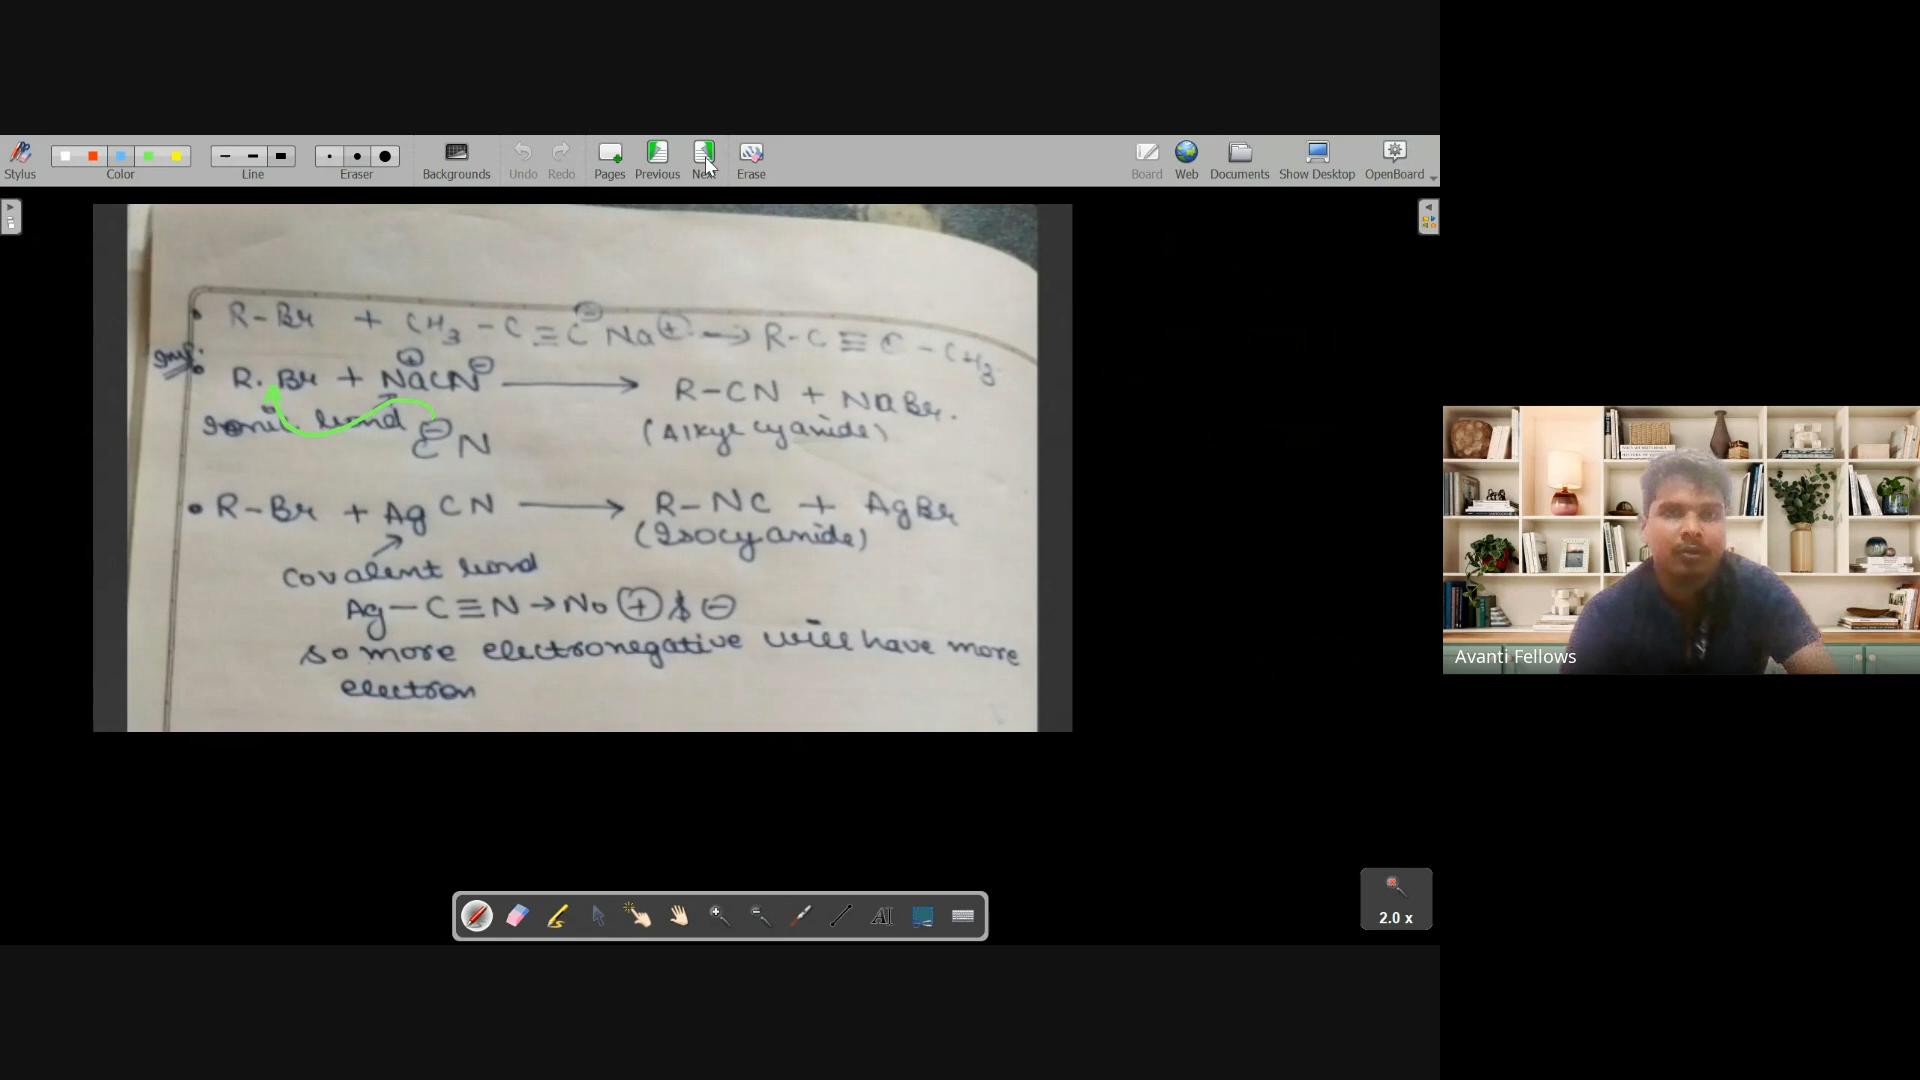 Stylus Color Line Eraser Backgrounds Undo Redo Pages Previous Next Erase Board Web Documents Show Desktop OpenBoard
R-Br + CH3-C≡C⊖ Na⊕ → R-C≡C-CH3
Imp:
R-Br + Na⊕CN⊖ → R-CN + NaBr.
Ionic bond
(Alkyl cyanide)
C⊖N
R-Br + AgCN → R-NC + AgBr
(Isocyanide)
covalent bond
Ag-C≡N → No ⊕ & ⊖
so more electronegative will have more
electron
Avanti Fellows
2.0 x